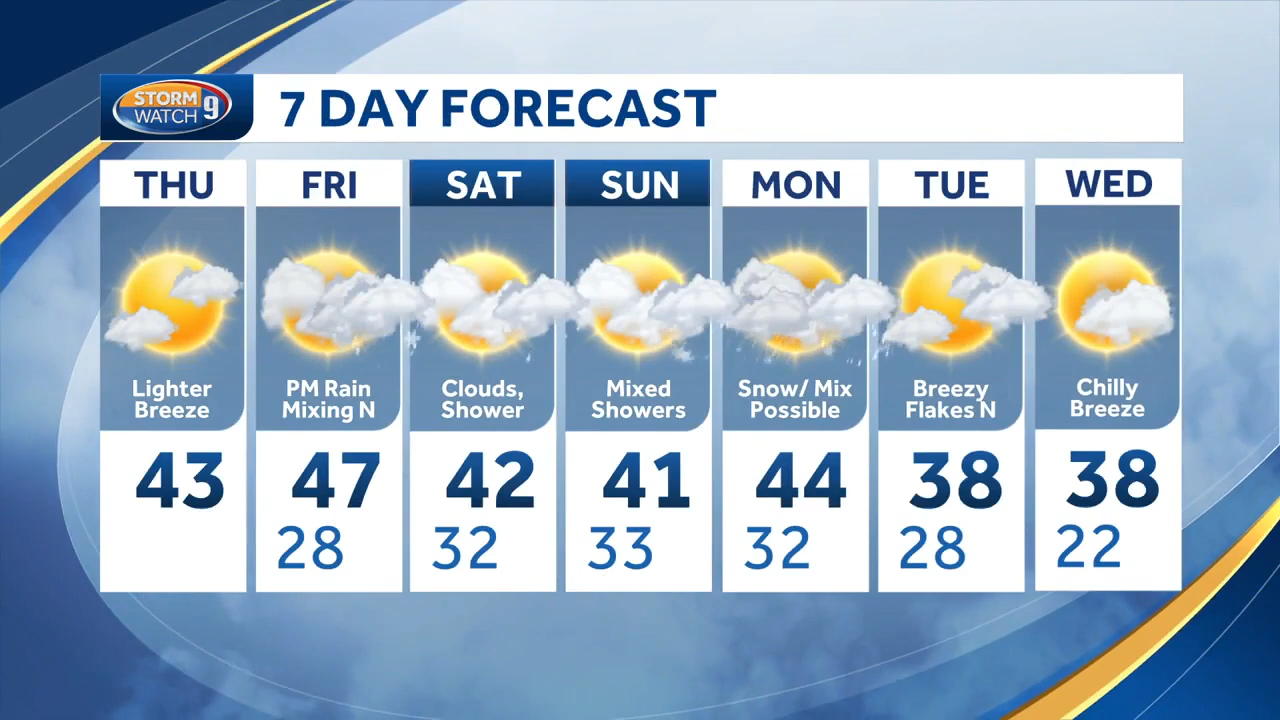 STORM
WATCH 9
7 DAY FORECAST
THU
FRI
SAT
SUN
MON
TUE
WED
Lighter
Breeze
PM Rain
Mixing N
Clouds,
Shower
Mixed
Showers
Snow/ Mix
Possible
Breezy
Flakes N
Chilly
Breeze
43
47
42
41
44
38
38
28
32
33
32
28
22